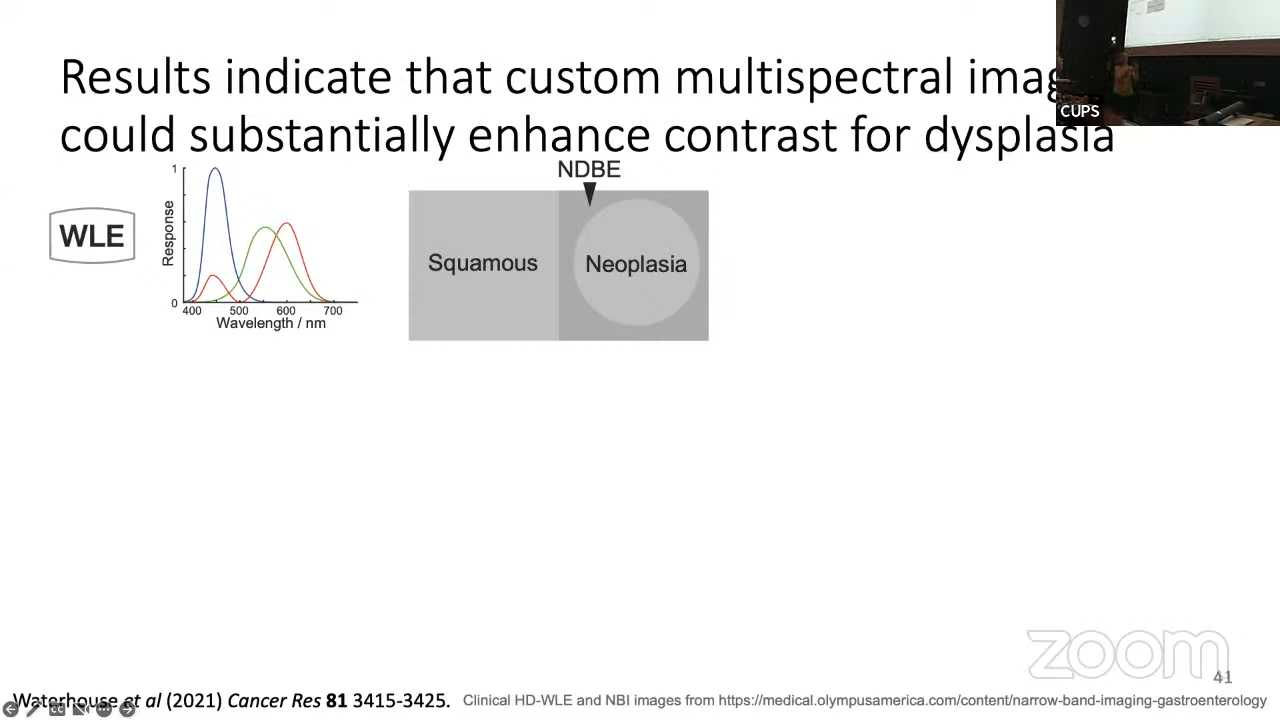 Results indicate that custom multispectral imag
could substantially enhance contrast for dysplasia
CUPS
WLE
Response
1
0
400 500 600 700
Wavelength / nm
NDBE
Squamous
Neoplasia
zoom
41
Waterhouse et al (2021) Cancer Res 81 3415-3425.
Clinical HD-WLE and NBI images from https://medical.olympusamerica.com/content/narrow-band-imaging-gastroenterology